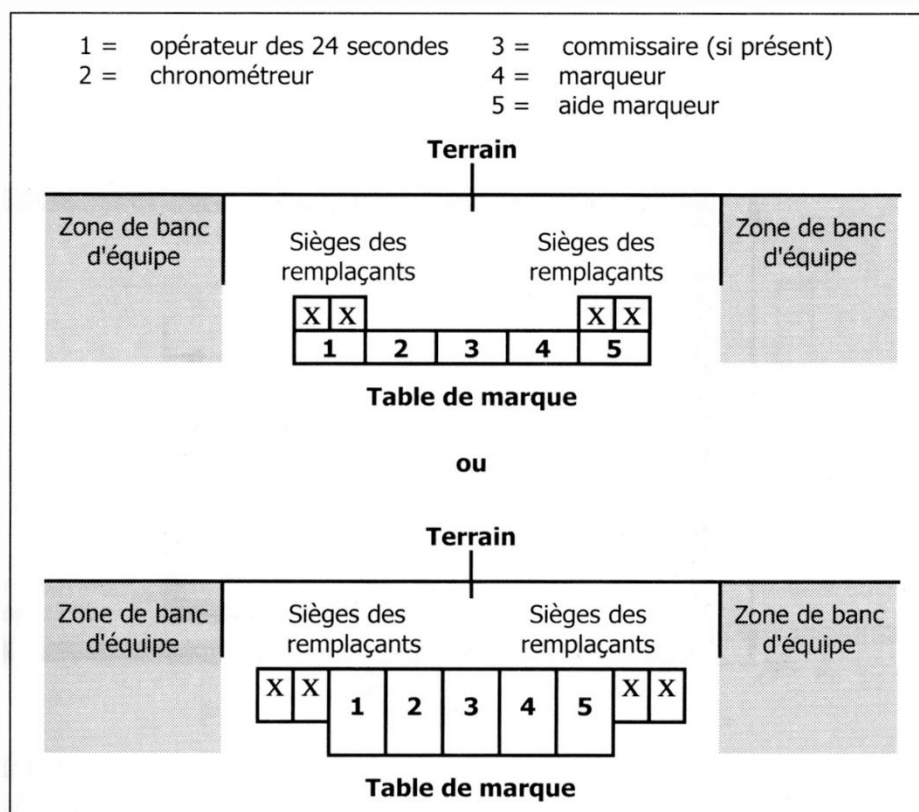 1 = opérateur des 24 secondes 3 = commissaire (si présent)
2 = chronométreur 4 = marqueur
5 = aide marqueur
Terrain
Zone de banc
d'équipe
Sièges des
remplaçants
Sièges des
remplaçants
Zone de banc
d'équipe
X X X X
1 2 3 4 5
Table de marque
ou
Terrain
Zone de banc
d'équipe
Sièges des
remplaçants
Sièges des
remplaçants
Zone de banc
d'équipe
X X 1 2 3 4 5 X X
Table de marque